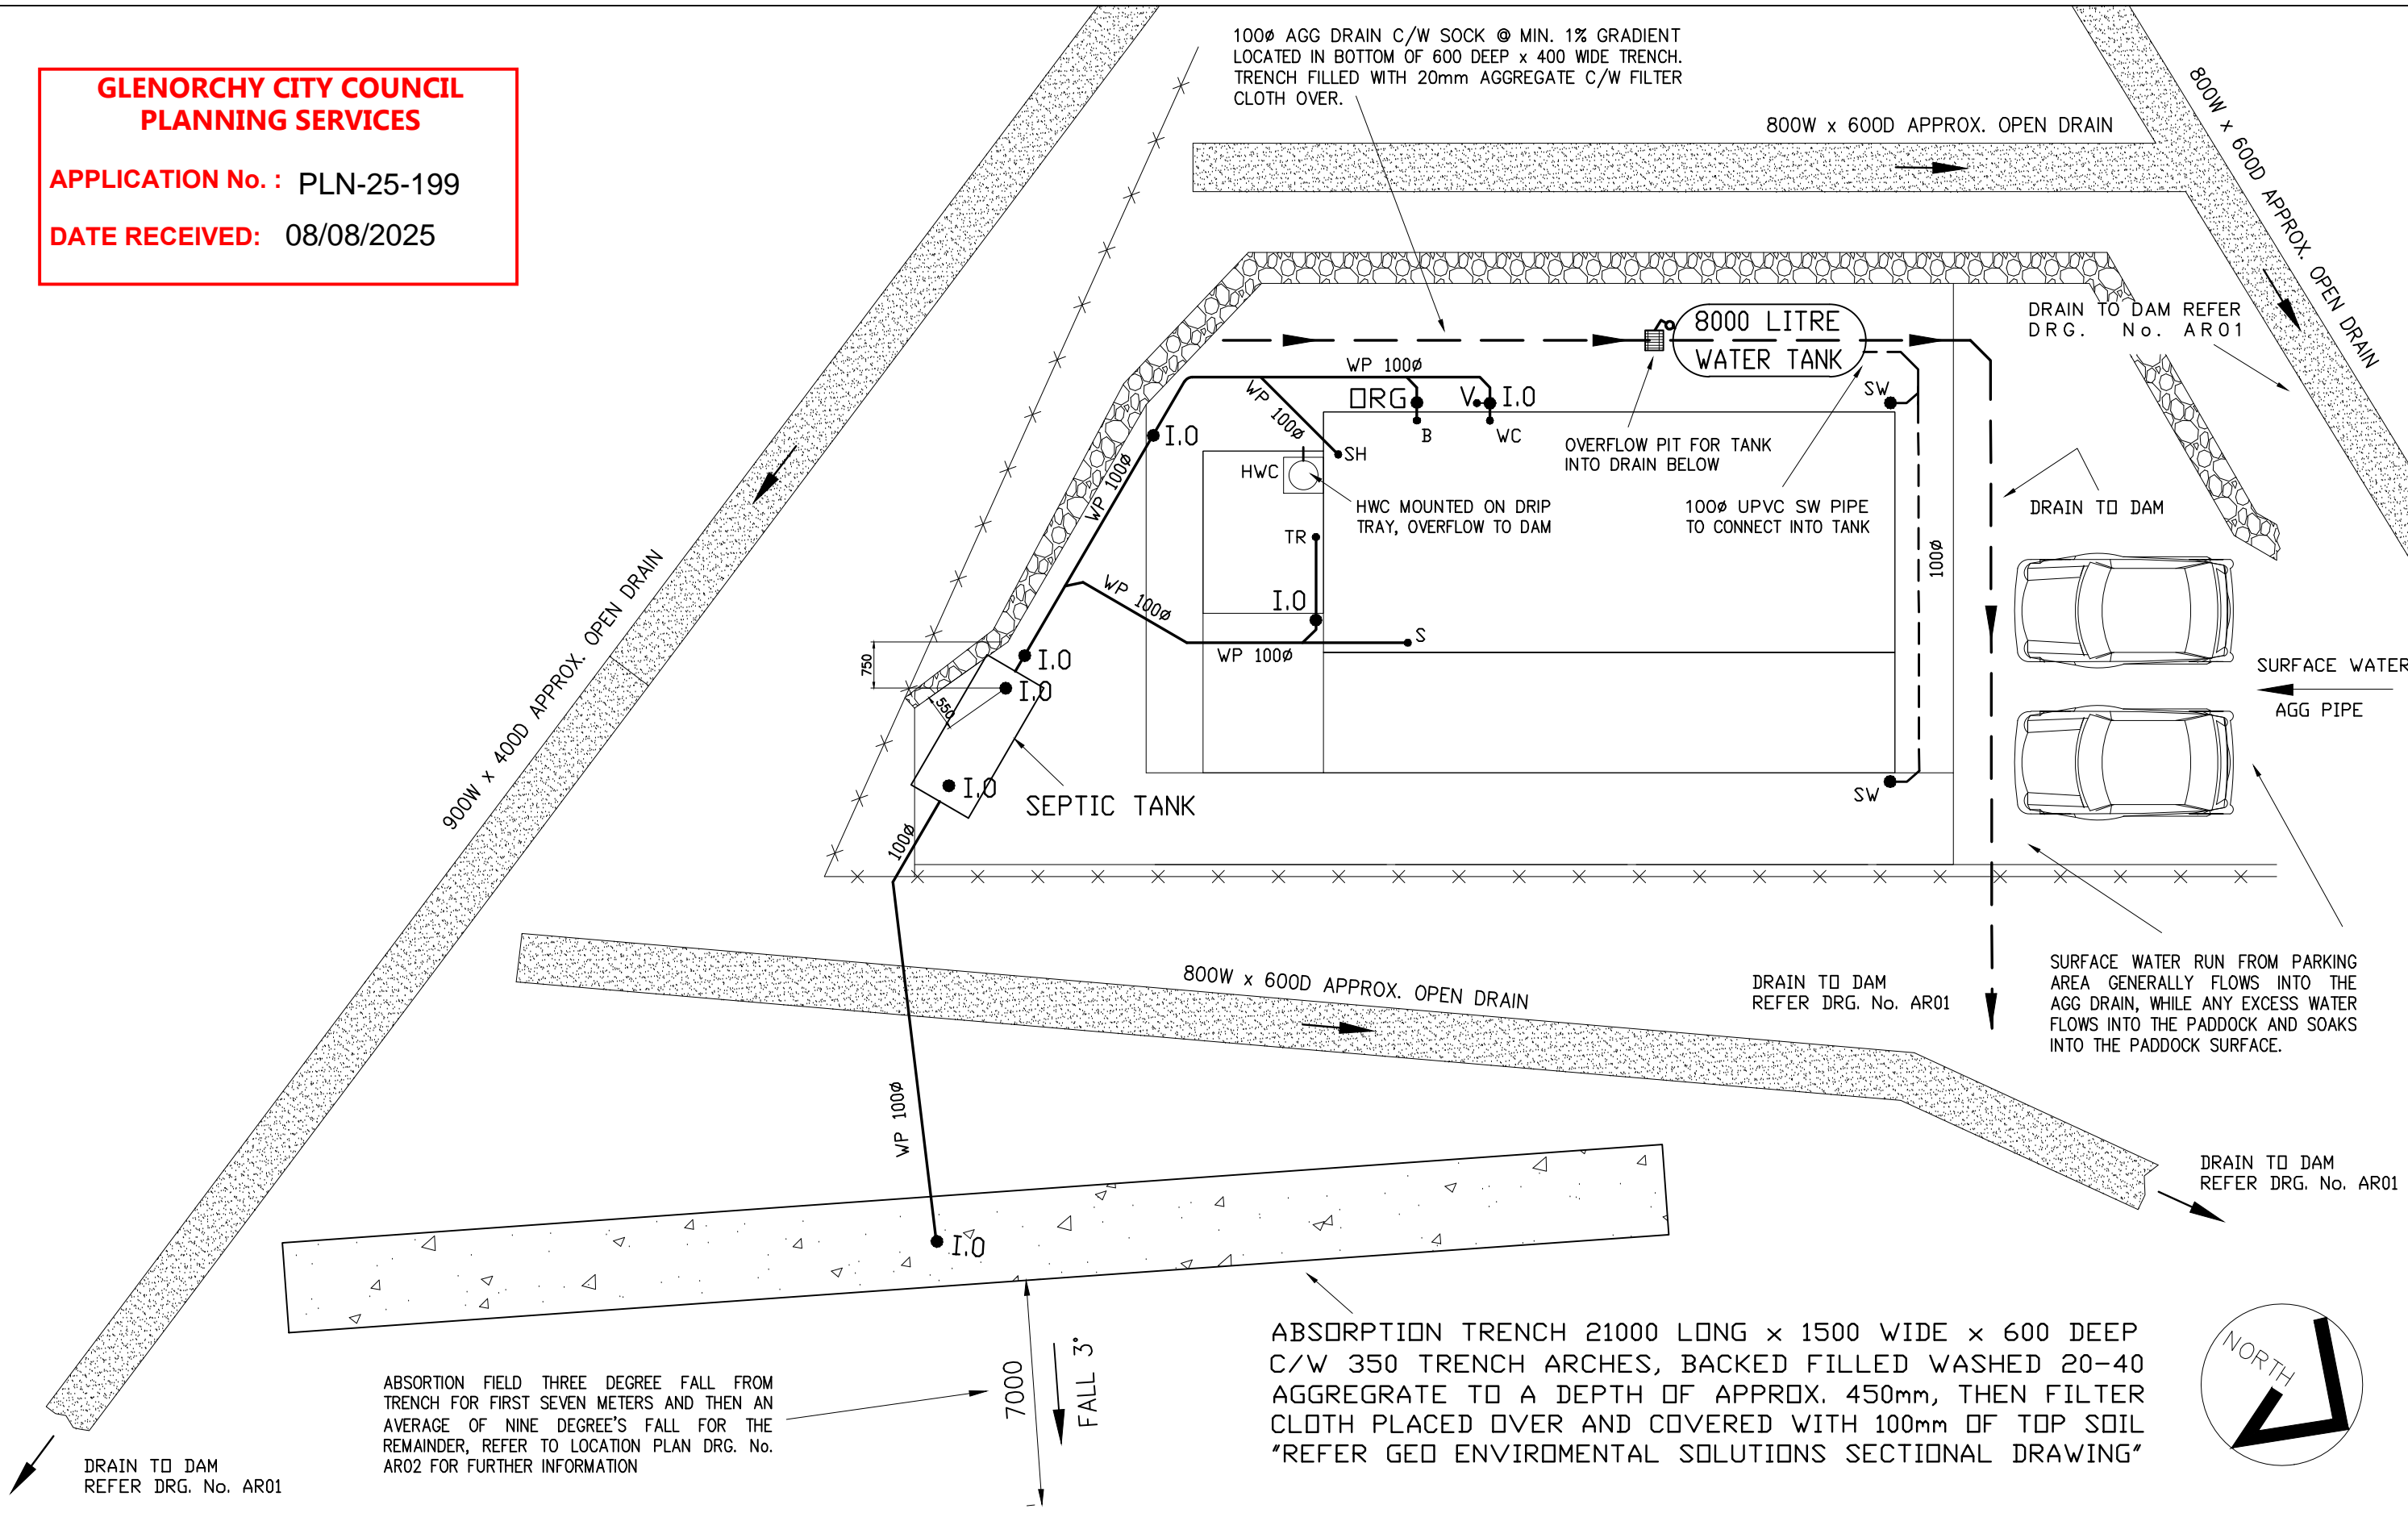 GLENORCHY CITY COUNCIL
PLANNING SERVICES
APPLICATION No. : PLN-25-199
DATE RECEIVED: 08/08/2025
100ø AGG DRAIN C/W SOCK @ MIN. 1% GRADIENT
LOCATED IN BOTTOM OF 600 DEEP x 400 WIDE TRENCH.
TRENCH FILLED WITH 20mm AGGREGATE C/W FILTER
CLOTH OVER.
800W x 600D APPROX. OPEN DRAIN
800W x 600D APPROX. OPEN DRAIN
DRAIN TO DAM REFER
DRG. No. AR01
8000 LITRE
WATER TANK
WP 100ø
WP 100ø
ORG
V
I.O
SW
B
WC
I.O
SH
HWC
OVERFLOW PIT FOR TANK
INTO DRAIN BELOW
HWC MOUNTED ON DRIP
TRAY, OVERFLOW TO DAM
100ø UPVC SW PIPE
TO CONNECT INTO TANK
DRAIN TO DAM
WP 100ø
TR
100ø
900W x 400D APPROX. OPEN DRAIN
WP 100ø
I.O
S
WP 100ø
750
I.O
I.O
550
SURFACE WATER
AGG PIPE
I.O
SEPTIC TANK
SW
100ø
800W x 600D APPROX. OPEN DRAIN
DRAIN TO DAM
REFER DRG. No. AR01
SURFACE WATER RUN FROM PARKING
AREA GENERALLY FLOWS INTO THE
AGG DRAIN, WHILE ANY EXCESS WATER
FLOWS INTO THE PADDOCK AND SOAKS
INTO THE PADDOCK SURFACE.
WP 100ø
DRAIN TO DAM
REFER DRG. No. AR01
I.O
ABSORPTION TRENCH 21000 LONG x 1500 WIDE x 600 DEEP
C/W 350 TRENCH ARCHES, BACKED FILLED WASHED 20-40
AGGREGRATE TO A DEPTH OF APPROX. 450mm, THEN FILTER
CLOTH PLACED OVER AND COVERED WITH 100mm OF TOP SOIL
"REFER GEO ENVIROMENTAL SOLUTIONS SECTIONAL DRAWING"
NORTH
7000
FALL 3°
ABSORTION FIELD THREE DEGREE FALL FROM
TRENCH FOR FIRST SEVEN METERS AND THEN AN
AVERAGE OF NINE DEGREE'S FALL FOR THE
REMAINDER, REFER TO LOCATION PLAN DRG. No.
AR02 FOR FURTHER INFORMATION
DRAIN TO DAM
REFER DRG. No. AR01